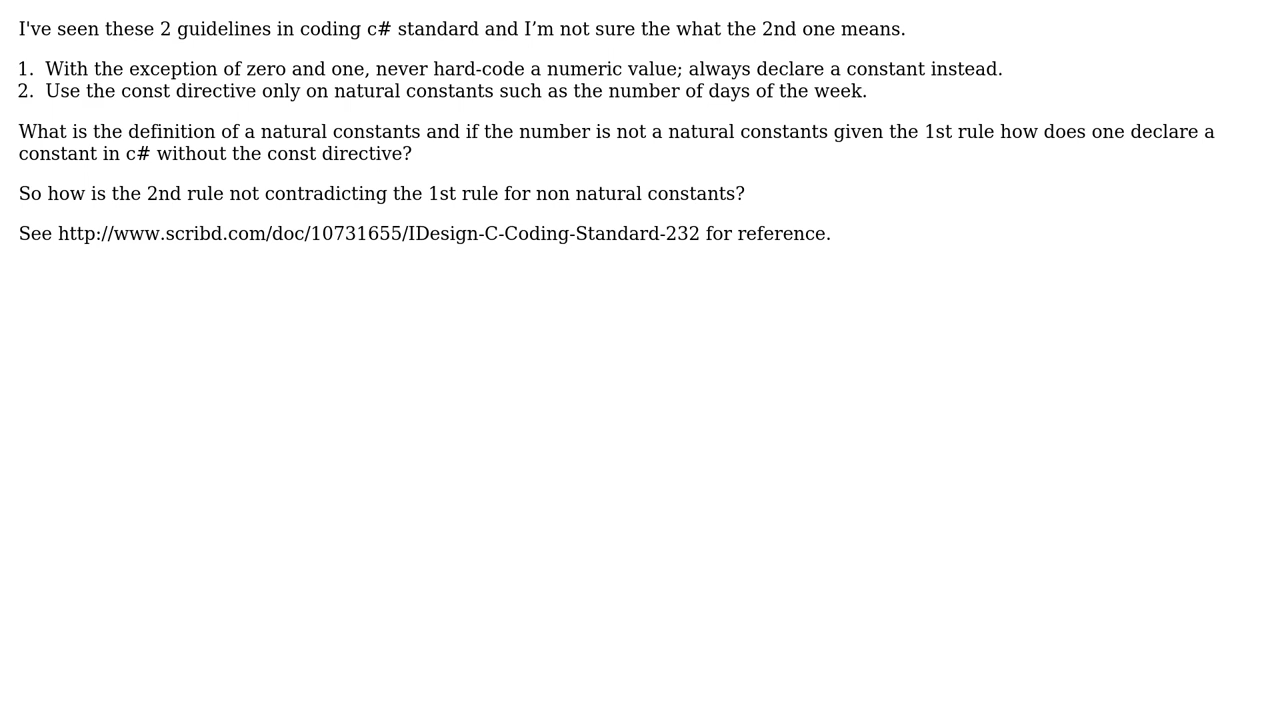 I've seen these 2 guidelines in coding c# standard and I’m not sure the what the 2nd one means.
1. With the exception of zero and one, never hard-code a numeric value; always declare a constant instead.
2. Use the const directive only on natural constants such as the number of days of the week.
What is the definition of a natural constants and if the number is not a natural constants given the 1st rule how does one declare a
constant in c# without the const directive?
So how is the 2nd rule not contradicting the 1st rule for non natural constants?
See http://www.scribd.com/doc/10731655/IDesign-C-Coding-Standard-232 for reference.